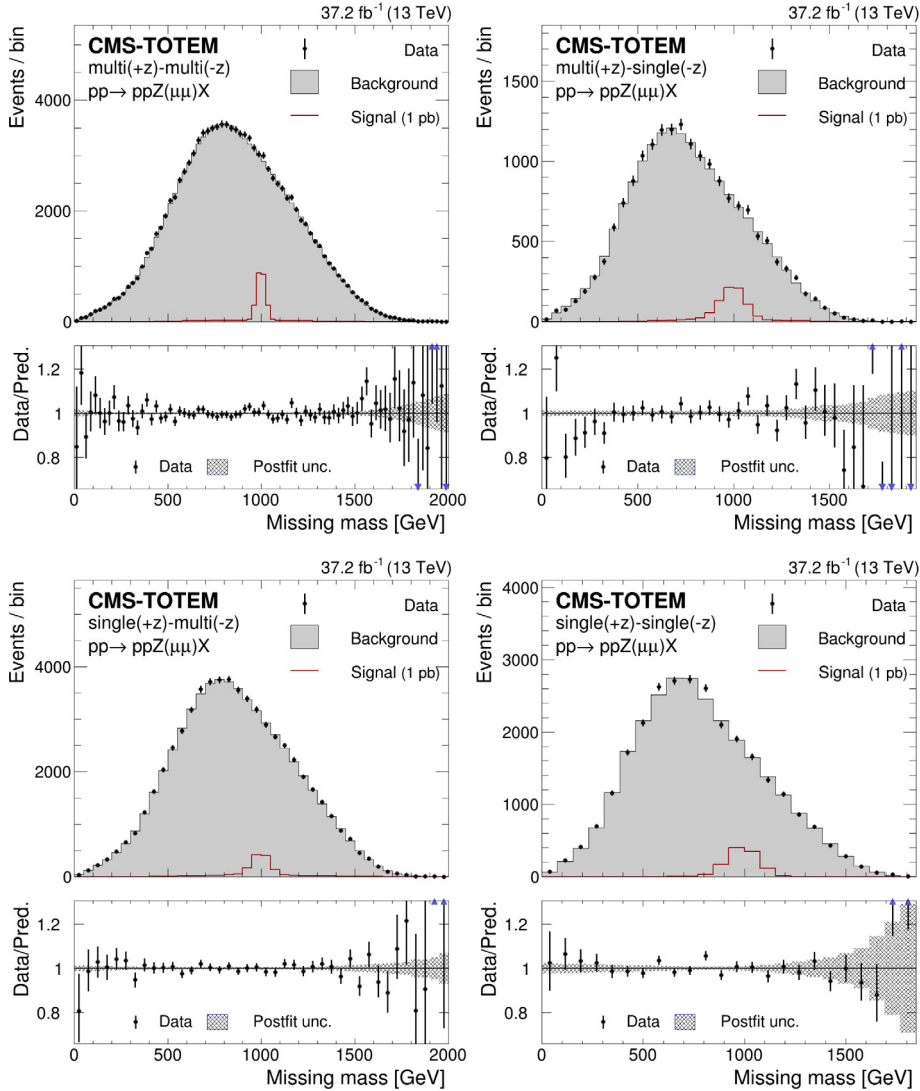 37.2 fb⁻¹ (13 TeV)
Events / bin
CMS-TOTEM
multi(+z)-multi(-z)
pp→ ppZ(μμ)X
Data
Background
Signal (1 pb)
4000
2000
0
Data/Pred.
1.2
1
0.8
Data
Postfit unc.
0 500 1000 1500 2000
Missing mass [GeV]
37.2 fb⁻¹ (13 TeV)
Events / bin
CMS-TOTEM
multi(+z)-single(-z)
pp→ ppZ(μμ)X
Data
Background
Signal (1 pb)
1500
1000
500
0
Data/Pred.
1.2
1
0.8
Data
Postfit unc.
0 500 1000 1500
Missing mass [GeV]
37.2 fb⁻¹ (13 TeV)
Events / bin
CMS-TOTEM
single(+z)-multi(-z)
pp→ ppZ(μμ)X
Data
Background
Signal (1 pb)
4000
2000
0
Data/Pred.
1.2
1
0.8
Data
Postfit unc.
0 500 1000 1500 2000
Missing mass [GeV]
37.2 fb⁻¹ (13 TeV)
Events / bin
CMS-TOTEM
single(+z)-single(-z)
pp→ ppZ(μμ)X
Data
Background
Signal (1 pb)
4000
3000
2000
1000
0
Data/Pred.
1.2
1
0.8
Data
Postfit unc.
0 500 1000 1500
Missing mass [GeV]